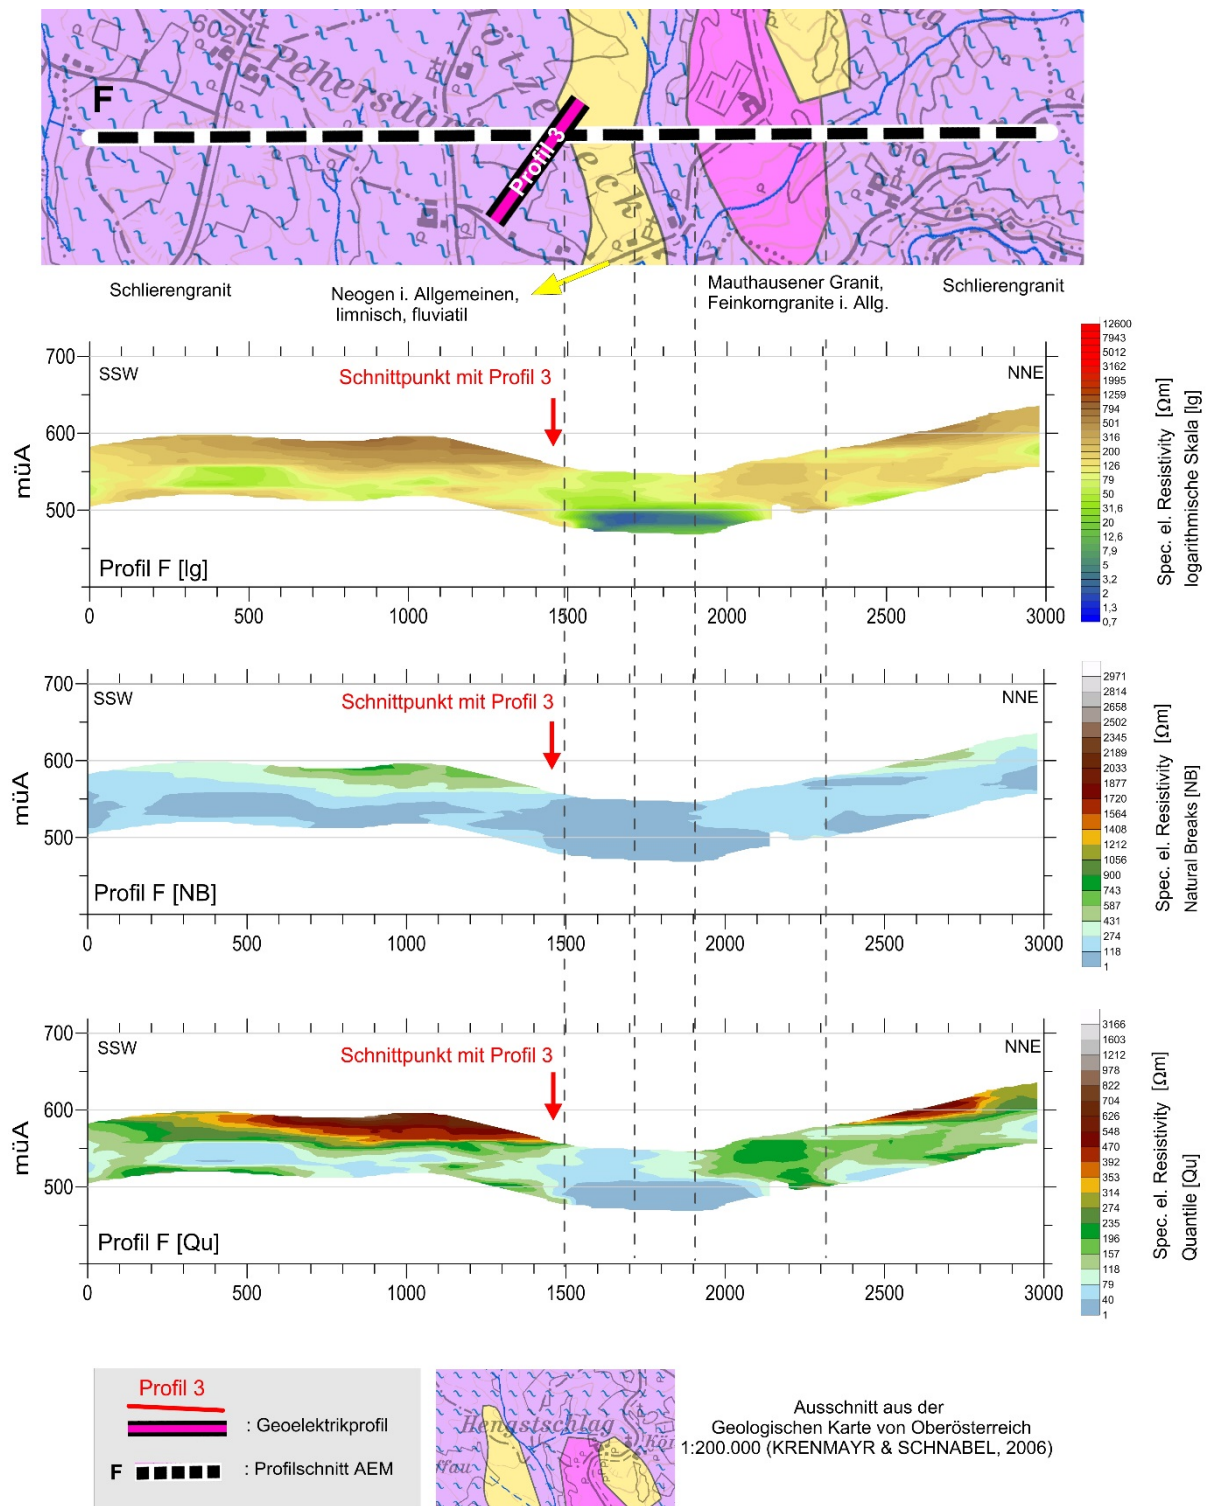 602
Pehersdorf
ötze
eck
F
Profil 3
610
Schlierengranit
Neogen i. Allgemeinen,
limnisch, fluviatil
Mauthausener Granit,
Feinkorngranite i. Allg.
Schlierengranit
700
600
500
müA
SSW
NNE
Schnittpunkt mit Profil 3
Profil F [lg]
0 500 1500 1000 2000 2500 3000
12600
7943
5012
3162
1995
1259
794
501
316
200
126
79
50
31,6
20
12,6
7,9
5
3,2
2
1,3
0,7
Spec. el. Resistivity [Ωm]
logarithmische Skala [lg]
700
600
500
müA
SSW
NNE
Schnittpunkt mit Profil 3
Profil F [NB]
0 500 1000 1500 2000 2500 3000
2971
2814
2658
2502
2345
2189
2033
1877
1720
1564
1408
1212
1056
900
743
587
431
274
118
1
Spec. el. Resistivity [Ωm]
Natural Breaks [NB]
700
600
500
müA
SSW
NNE
Schnittpunkt mit Profil 3
Profil F [Qu]
0 500 1000 1500 2000 2500 3000
3166
1603
1212
978
822
704
626
548
470
392
353
314
274
235
196
157
118
79
40
1
Spec. el. Resistivity [Ωm]
Quantile [Qu]
Profil 3
: Geoelektrikprofil
F : Profilschnitt AEM
Hengstschlag
Kön
ffau
Ausschnitt aus der
Geologischen Karte von Oberösterreich
1:200.000 (KRENMAYR & SCHNABEL, 2006)